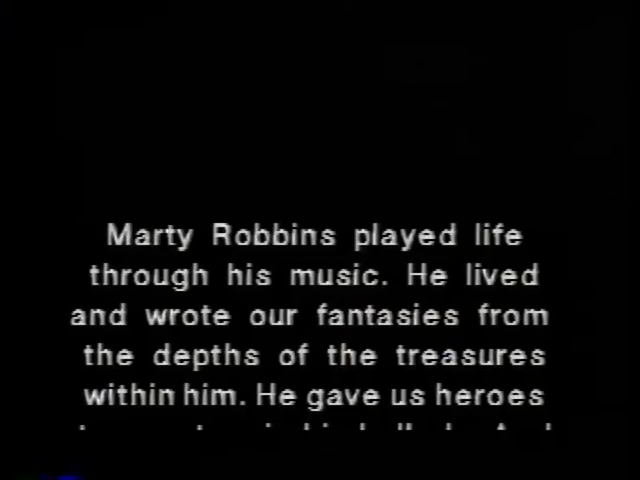 Marty Robbins played life
through his music. He lived
and wrote our fantasies from
the depths of the treasures
within him. He gave us heroes